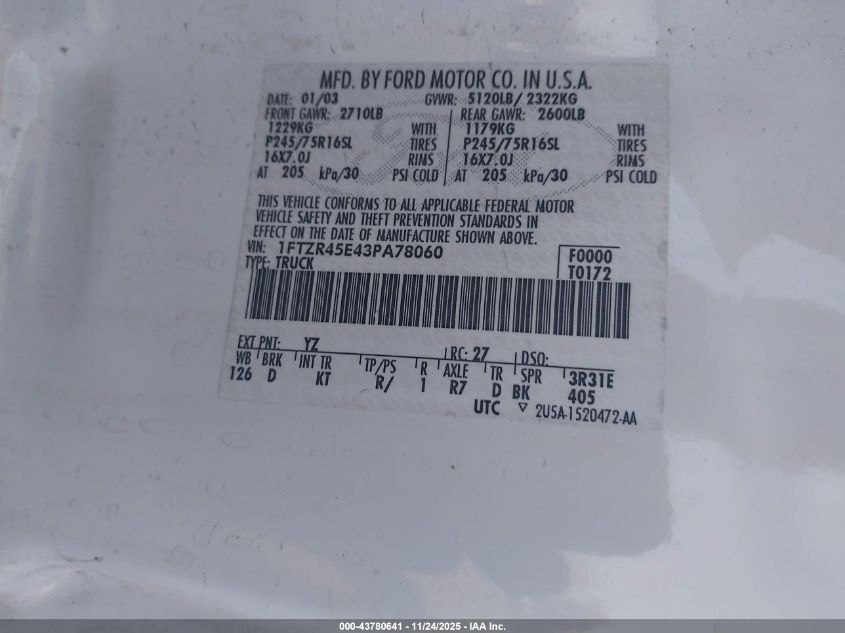 MFD. BY FORD MOTOR CO. IN U.S.A.
DATE: 01/03 GVWR: 5120LB/ 2322KG
FRONT GAWR: 2710LB REAR GAWR: 2600LB
1229KG WITH 1179KG WITH
P245/75R16SL TIRES P245/75R16SL TIRES
16X7.0J RIMS 16X7.0J RIMS
AT 205 kPa/30 PSI COLD AT 205 kPa/30 PSI COLD
THIS VEHICLE CONFORMS TO ALL APPLICABLE FEDERAL MOTOR
VEHICLE SAFETY AND THEFT PREVENTION STANDARDS IN
EFFECT ON THE DATE OF MANUFACTURE SHOWN ABOVE.
VIN: 1FTZR45E43PA78060 F0000
TYPE: TRUCK T0172
EXT PNT: YZ RC: 27 DSO:
WB BRK INT TR TP/PS R AXLE TR SPR 3R31E
126 D KT R/ 1 R7 D BK 405
UTC ▽ 2USA-1520472-AA
000-43780641 - 11/24/2025 - IAA Inc.